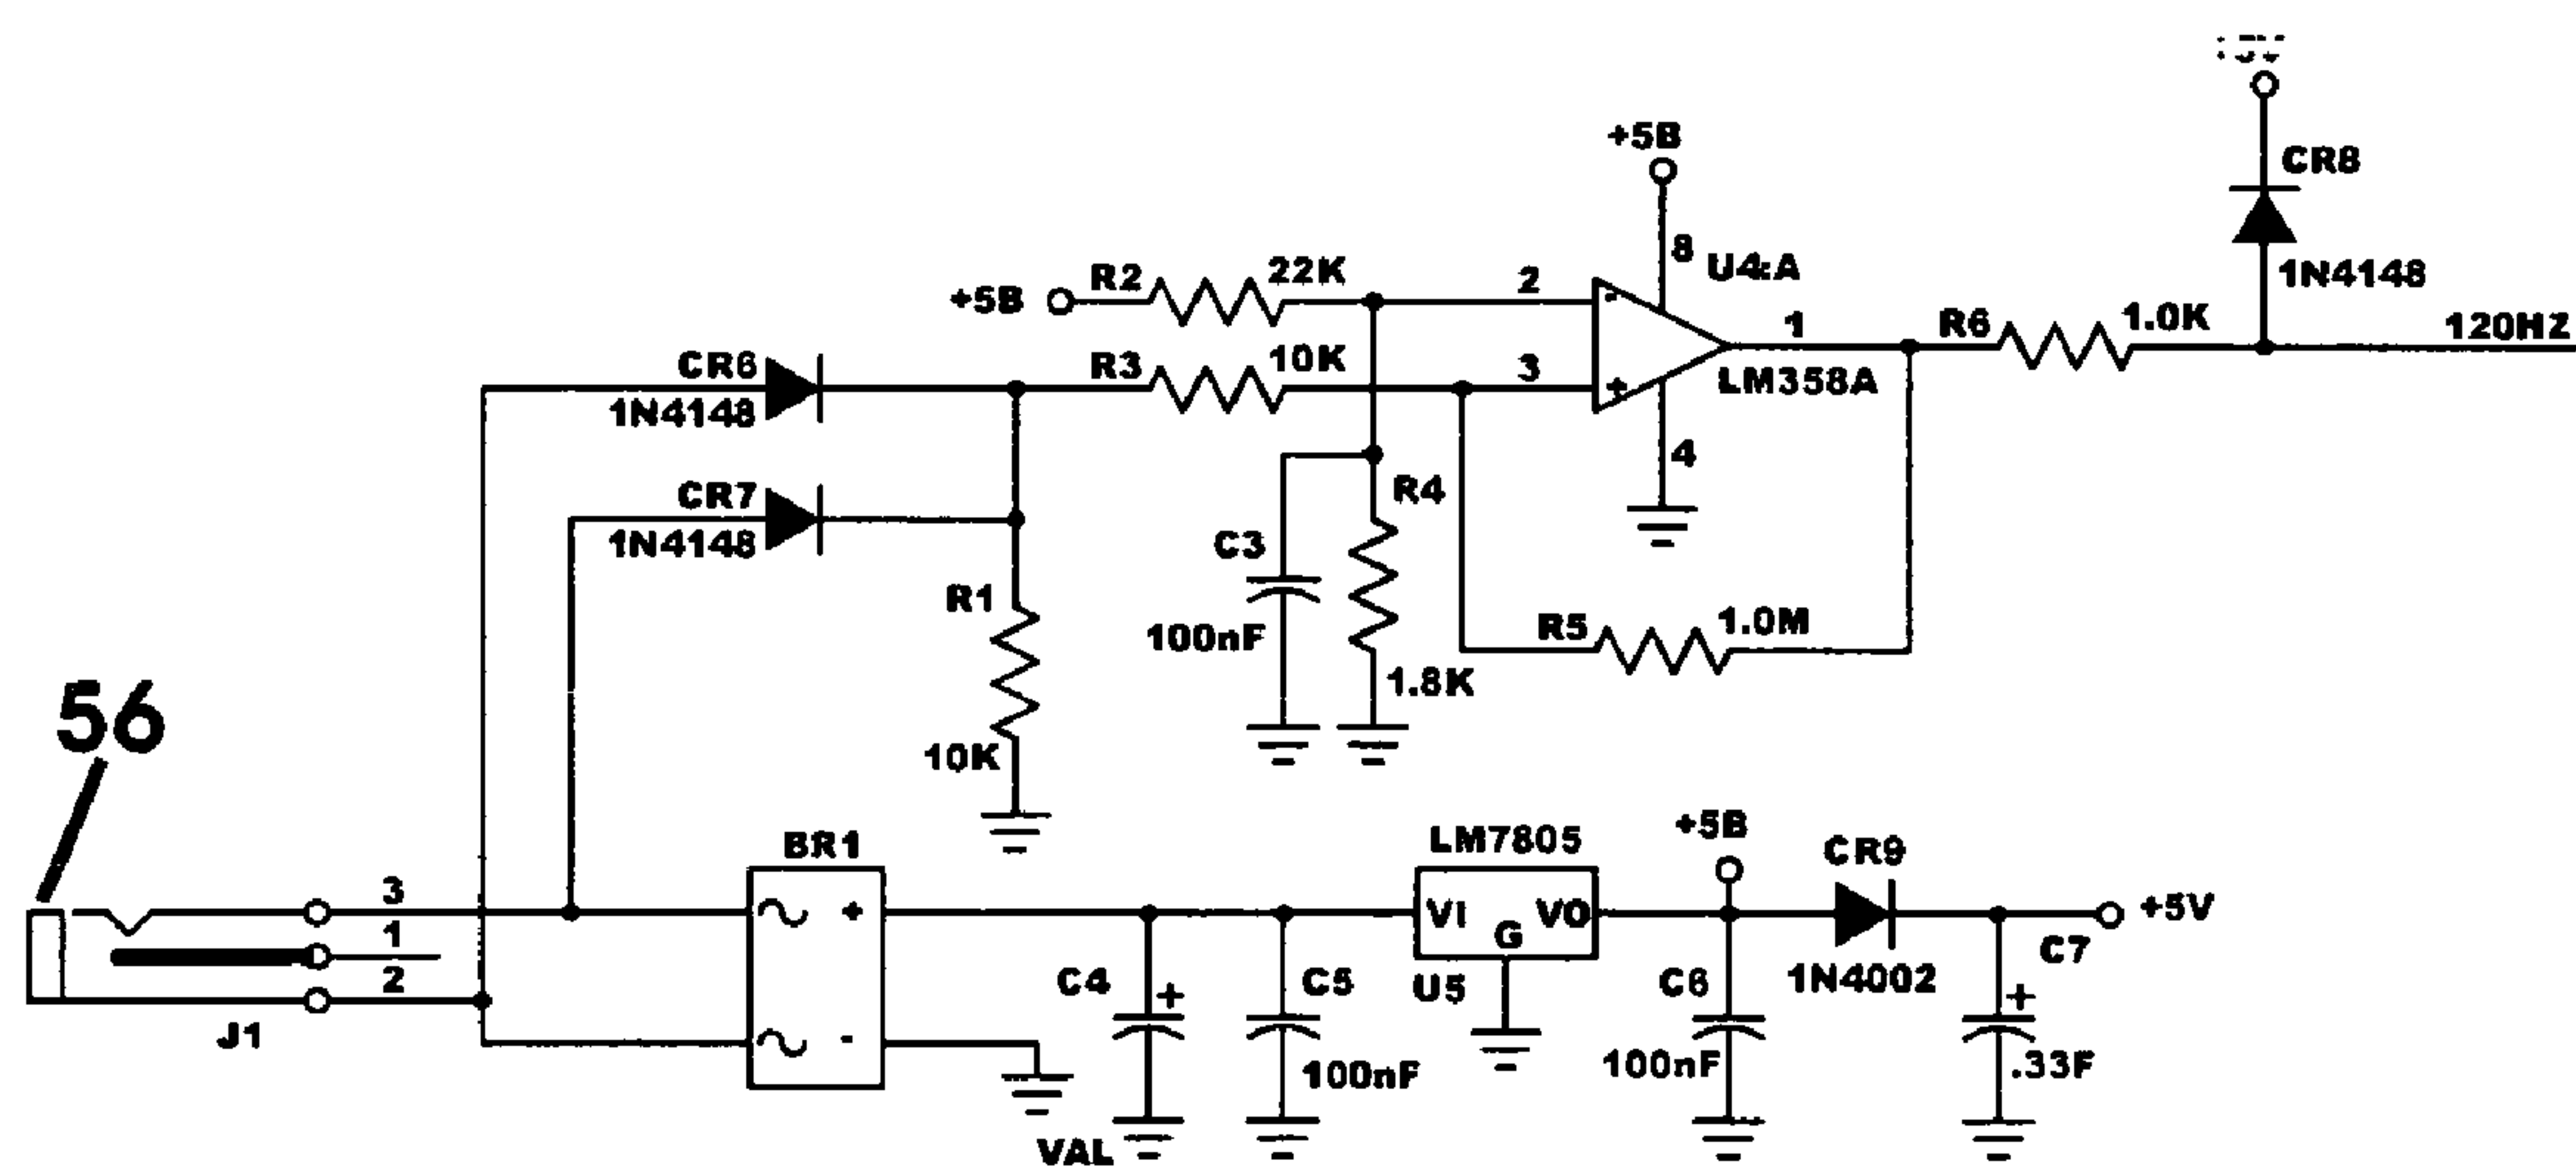 +5B
CR8
1N4148
120HZ
8
U4:A
R2
22K
2
+5B
-
1
R6
1.0K
CR6
1N4148
R3
10K
3
+
LM358A
4
CR7
1N4148
C3
100nF
R4
1.8K
R5
1.0M
R1
10K
56
BR1
LM7805
+5B
CR9
3
1
2
J1
+
-
VI
VO
G
U5
+5V
C7
C4
+
C5
100nF
C6
100nF
1N4002
+
.33F
VAL